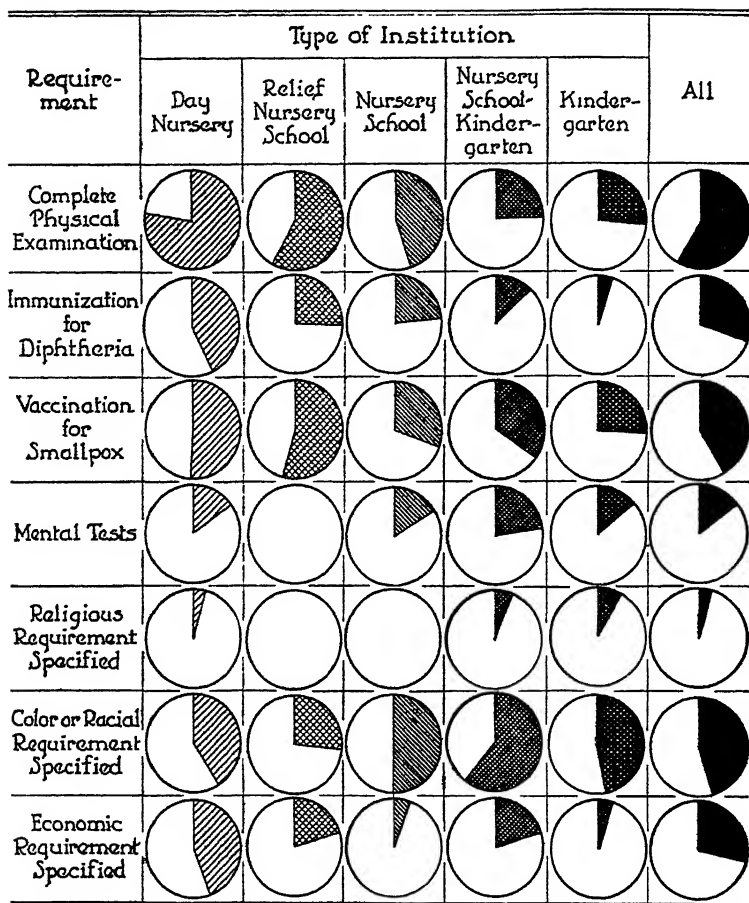 Type of Institution
Require-
ment
Day
Nursery
Relief
Nursery
School
Nursery
School
Nursery
School-
Kinder-
garten
Kinder-
garten
All
Complete
Physical
Examination
Immunization
for
Diphtheria
Vaccination
for
Smallpox
Mental Tests
Religious
Requirement
Specified
Color or Racial
Requirement
Specified
Economic
Requirement
Specified